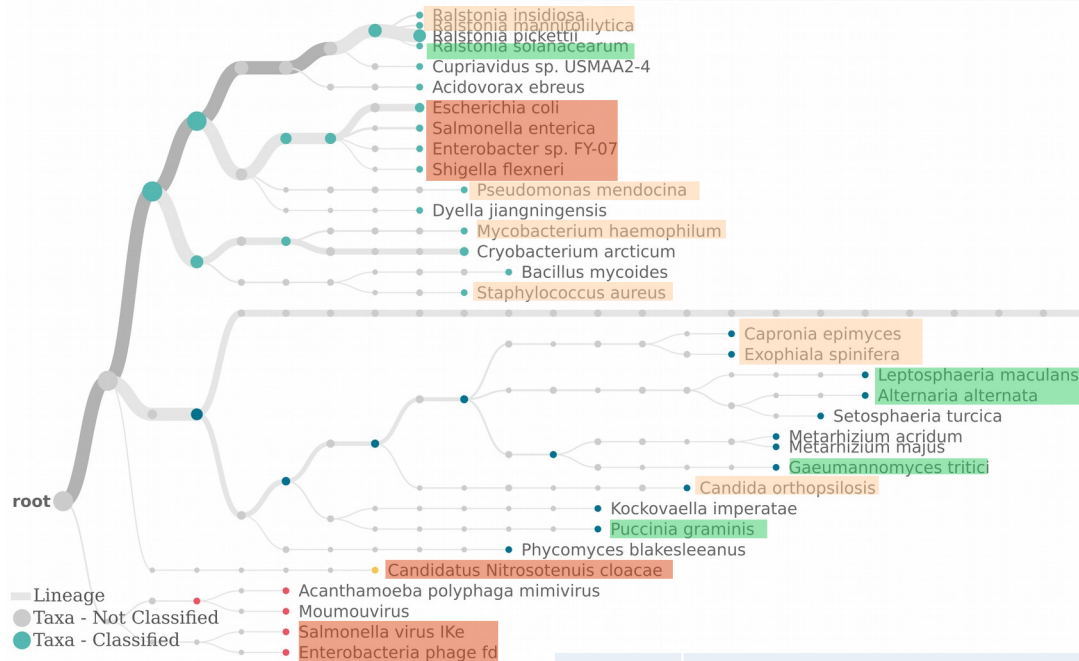 Ralstonia insidiosa
Ralstonia mannitolilytica
Ralstonia pickettii
Ralstonia solanacearum
Cupriavidus sp. USMAA2-4
Acidovorax ebreus
Escherichia coli
Salmonella enterica
Enterobacter sp. FY-07
Shigella flexneri
Pseudomonas mendocina
Dyella jiangningensis
Mycobacterium haemophilum
Cryobacterium arcticum
Bacillus mycoides
Staphylococcus aureus
Capronia epimyces
Exophiala spinifera
Leptosphaeria maculans
Alternaria alternata
Setosphaeria turcica
Metarhizium acridum
Metarhizium majus
Gaeumannomyces tritici
Candida orthopsilosis
root
Kockovaella imperatae
Puccinia graminis
Phycomyces blakesleeanus
Candidatus Nitrosotenuis cloacae
Acanthamoeba polyphaga mimivirus
Moumouvirus
Salmonella virus IKe
Enterobacteria phage fd
Lineage
Taxa - Not Classified
Taxa - Classified